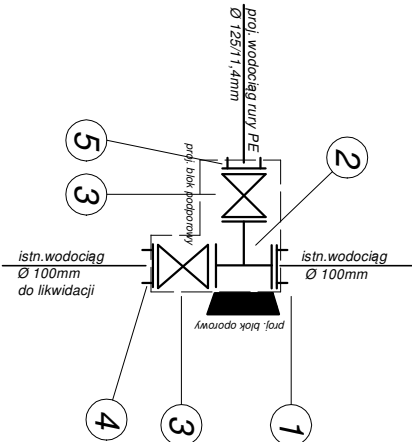 proj. wodociąg rury PE
Ø 125/11,4mm
2
5
3
proj. blok podporowy
istn.wodociąg
Ø 100mm
do likwidacji
istn.wodociąg
Ø 100mm
proj. blok oporowy
4
3
1